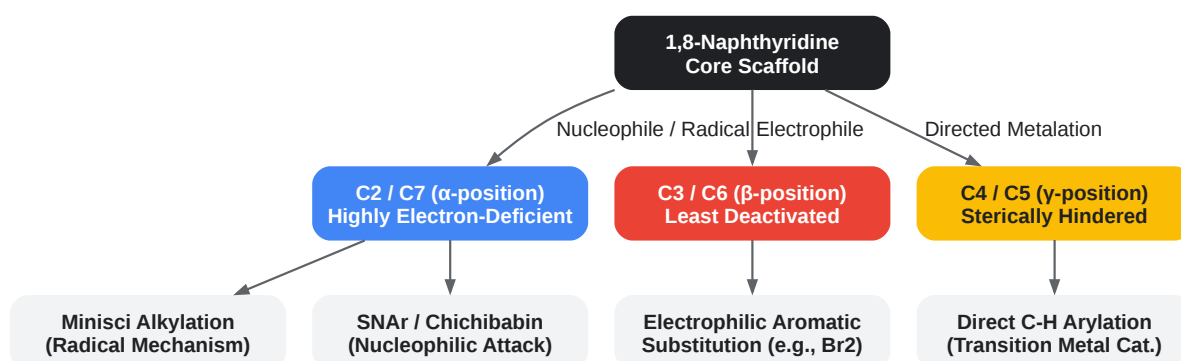 1,8-Naphthyridine
Core Scaffold
Nucleophile / Radical
Electrophile
Directed Metalation
C2 / C7 (α-position)
Highly Electron-Deficient
C3 / C6 (β-position)
Least Deactivated
C4 / C5 (γ-position)
Sterically Hindered
Minisci Alkylation
(Radical Mechanism)
SNAr / Chichibabin
(Nucleophilic Attack)
Electrophilic Aromatic
Substitution (e.g., Br2)
Direct C-H Arylation
(Transition Metal Cat.)